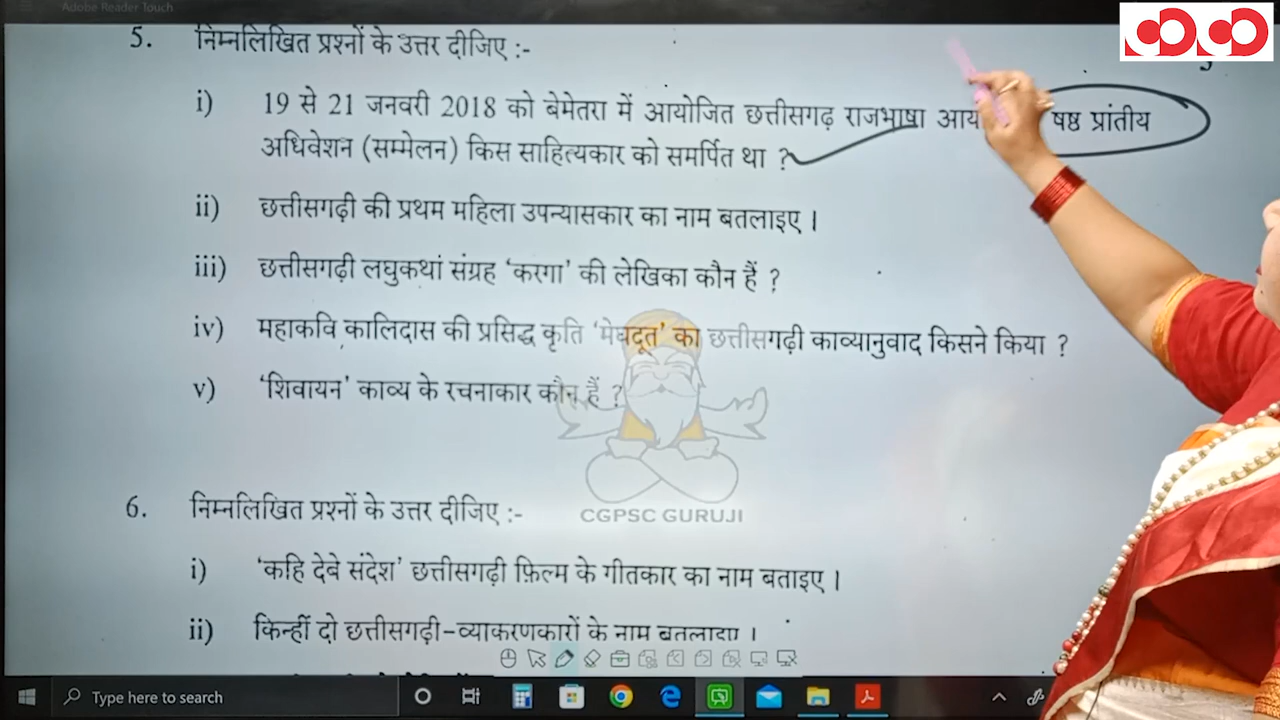 Adobe Reader Touch
5. निम्नलिखित प्रश्नों के उत्तर दीजिए :-
i) 19 से 21 जनवरी 2018 को बेमेतरा में आयोजित छत्तीसगढ़ राजभाषा आय षष्ठ प्रांतीय
अधिवेशन (सम्मेलन) किस साहित्यकार को समर्पित था ?
ii) छत्तीसगढ़ी की प्रथम महिला उपन्यासकार का नाम बतलाइए ।
iii) छत्तीसगढ़ी लघुकथां संग्रह ‘करगा’ की लेखिका कौन हैं ?
iv) महाकवि कालिदास की प्रसिद्ध कृति ‘मेघदूत’ का छत्तीसगढ़ी काव्यानुवाद किसने किया ?
v) ‘शिवायन’ काव्य के रचनाकार कौन हैं ?
CGPSC GURUJI
6. निम्नलिखित प्रश्नों के उत्तर दीजिए :-
i) ‘कहि देबे संदेश’ छत्तीसगढ़ी फ़िल्म के गीतकार का नाम बताइए ।
ii) किन्हीं दो छत्तीसगढ़ी-व्याकरणकारों के नाम बतलाइए ।
Type here to search